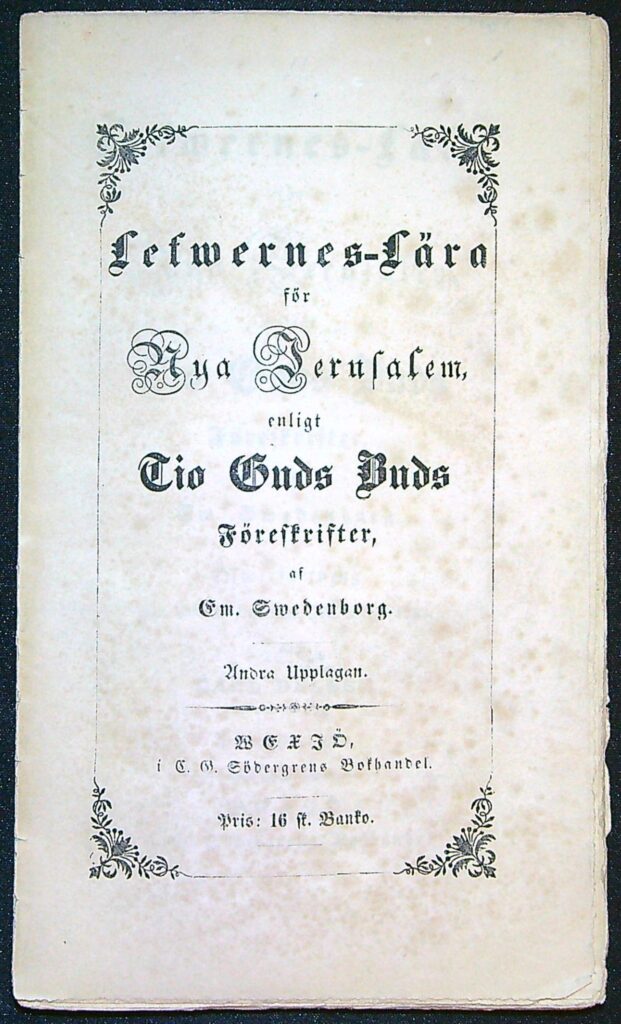 Lefwernes-Lära
för
Nya Jerusalem,
enligt
Tio Guds Buds
Föreskrifter,
af
Em. Swedenborg.
Andra Upplagan.
WEXIÖ,
i C. G. Södergrens Bokhandel.
Pris: 16 sk. Banko.